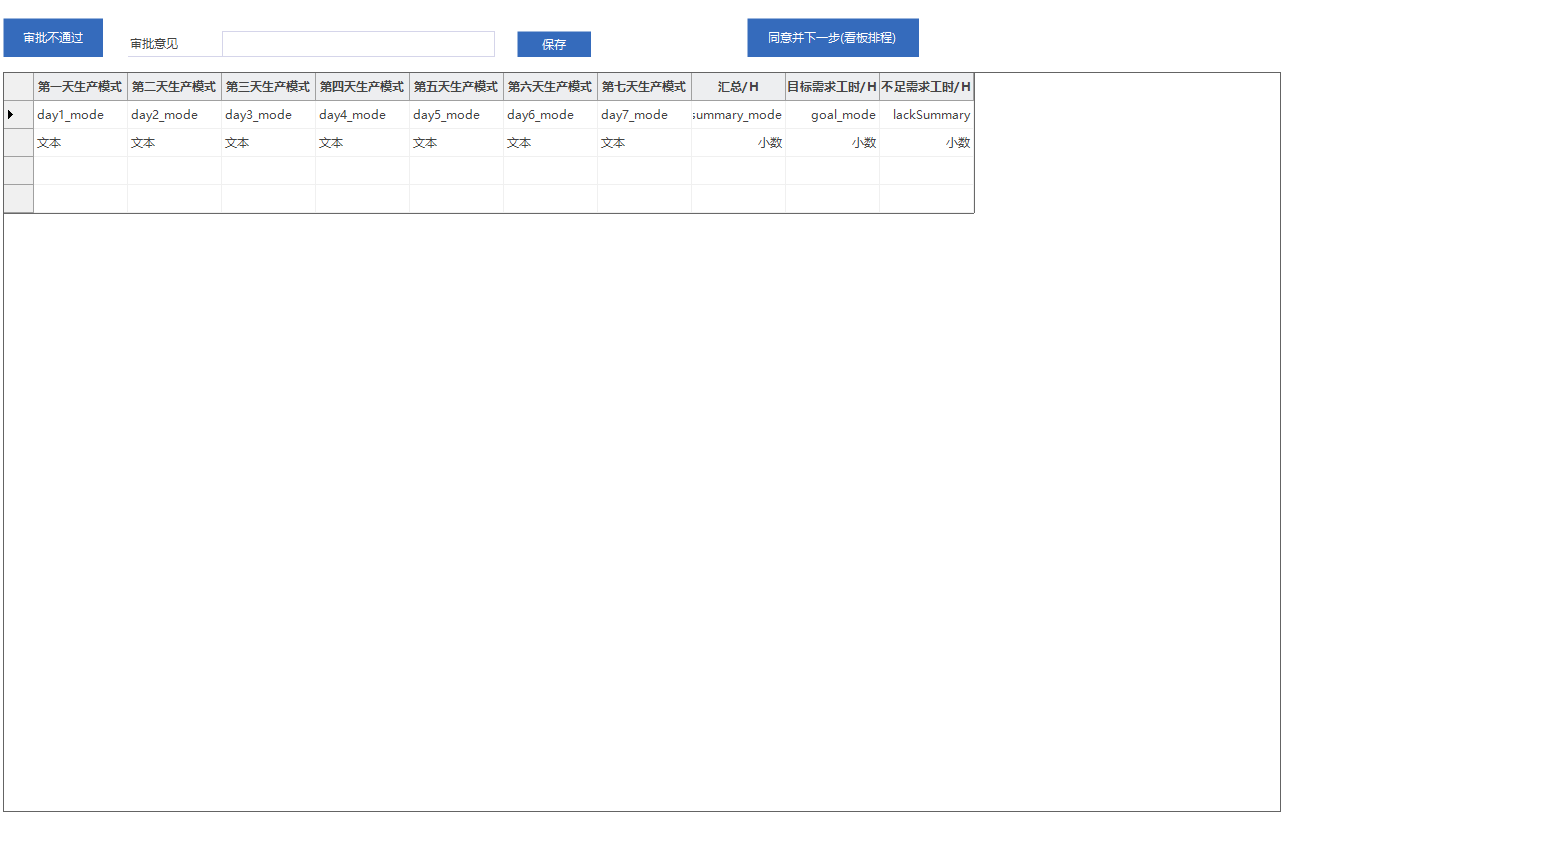 审批不通过 审批意见 保存 同意并下一步(看板排程)
第一天生产模式 第二天生产模式 第三天生产模式 第四天生产模式 第五天生产模式 第六天生产模式 第七天生产模式 汇总/H 目标需求工时/H 不足需求工时/H
day1_mode day2_mode day3_mode day4_mode day5_mode day6_mode day7_mode summary_mode goal_mode lackSummary
文本 文本 文本 文本 文本 文本 文本 小数 小数 小数